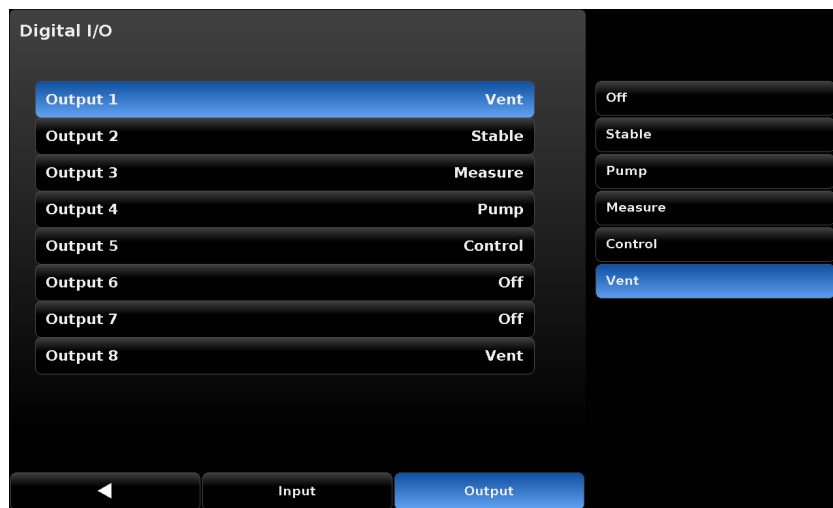 Digital I/O
Output 1 Vent
Output 2 Stable
Output 3 Measure
Output 4 Pump
Output 5 Control
Output 6 Off
Output 7 Off
Output 8 Vent
Off
Stable
Pump
Measure
Control
Vent
Input Output